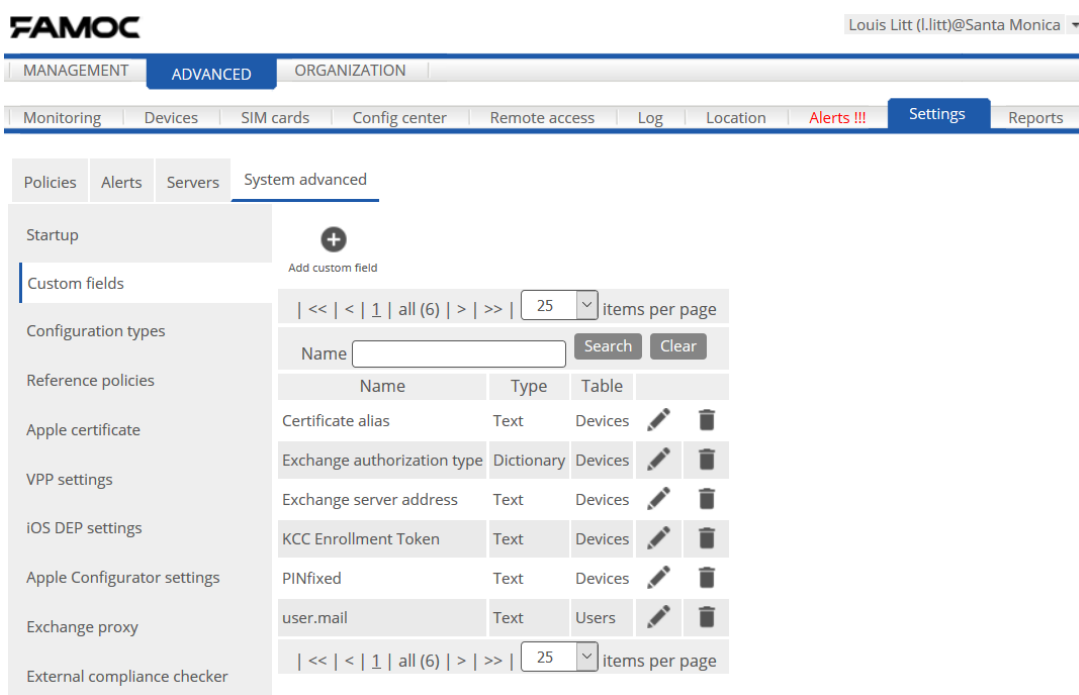 FAMOC
Louis Litt (l.litt)@Santa Monica
MANAGEMENT ADVANCED ORGANIZATION
Monitoring Devices SIM cards Config center Remote access Log Location Alerts !!! Settings Reports
Policies Alerts Servers System advanced
Startup
Custom fields
Configuration types
Reference policies
Apple certificate
VPP settings
iOS DEP settings
Apple Configurator settings
Exchange proxy
External compliance checker
Add custom field
| << | < | 1 | all (6) | > | >> | 25 items per page
Name Search Clear
Name Type Table
Certificate alias Text Devices
Exchange authorization type Dictionary Devices
Exchange server address Text Devices
KCC Enrollment Token Text Devices
PINfixed Text Devices
user.mail Text Users
| << | < | 1 | all (6) | > | >> | 25 items per page